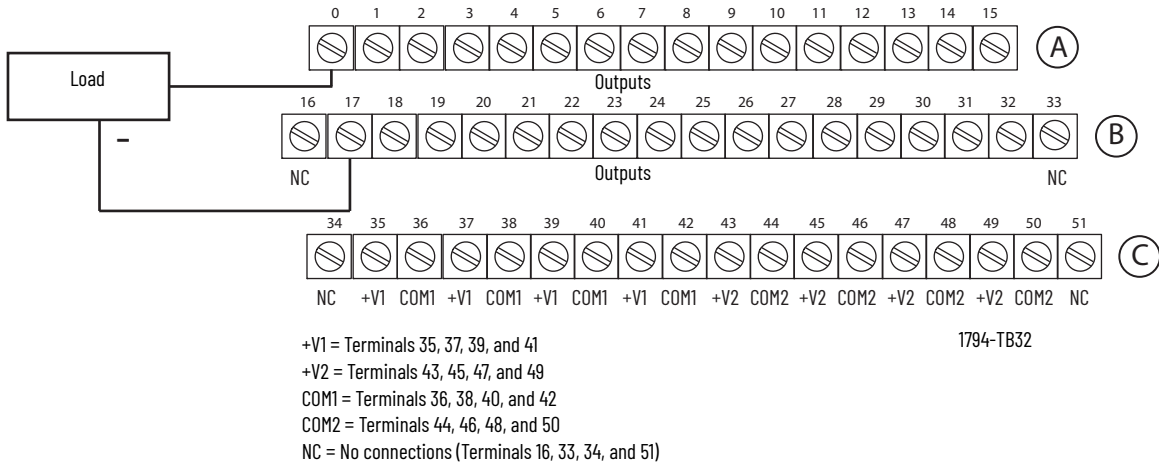 0 1 2 3 4 5 6 7 8 9 10 11 12 13 14 15
A
Load
Outputs
16 17 18 19 20 21 22 23 24 25 26 27 28 29 30 31 32 33
B
–
NC Outputs NC
34 35 36 37 38 39 40 41 42 43 44 45 46 47 48 49 50 51
C
NC +V1 COM1 +V1 COM1 +V1 COM1 +V1 COM1 +V2 COM2 +V2 COM2 +V2 COM2 +V2 COM2 NC
1794-TB32
+V1 = Terminals 35, 37, 39, and 41
+V2 = Terminals 43, 45, 47, and 49
COM1 = Terminals 36, 38, 40, and 42
COM2 = Terminals 44, 46, 48, and 50
NC = No connections (Terminals 16, 33, 34, and 51)